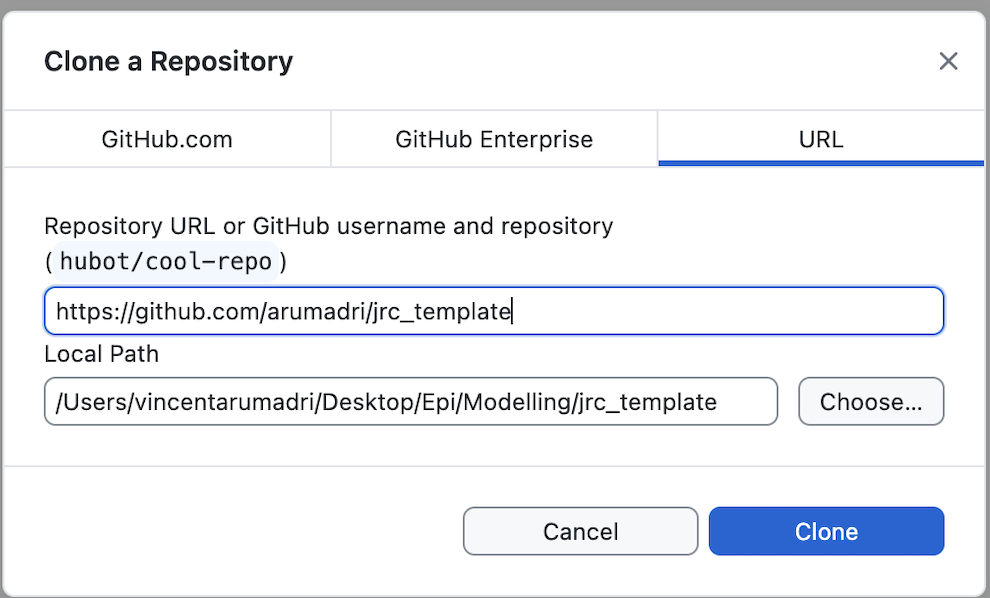 Clone a Repository
GitHub.com
GitHub Enterprise
URL
Repository URL or GitHub username and repository
(hubot/cool-repo)
https://github.com/arumadri/jrc_template
Local Path
/Users/vincentarumadri/Desktop/Epi/Modelling/jrc_template
Choose...
Cancel
Clone